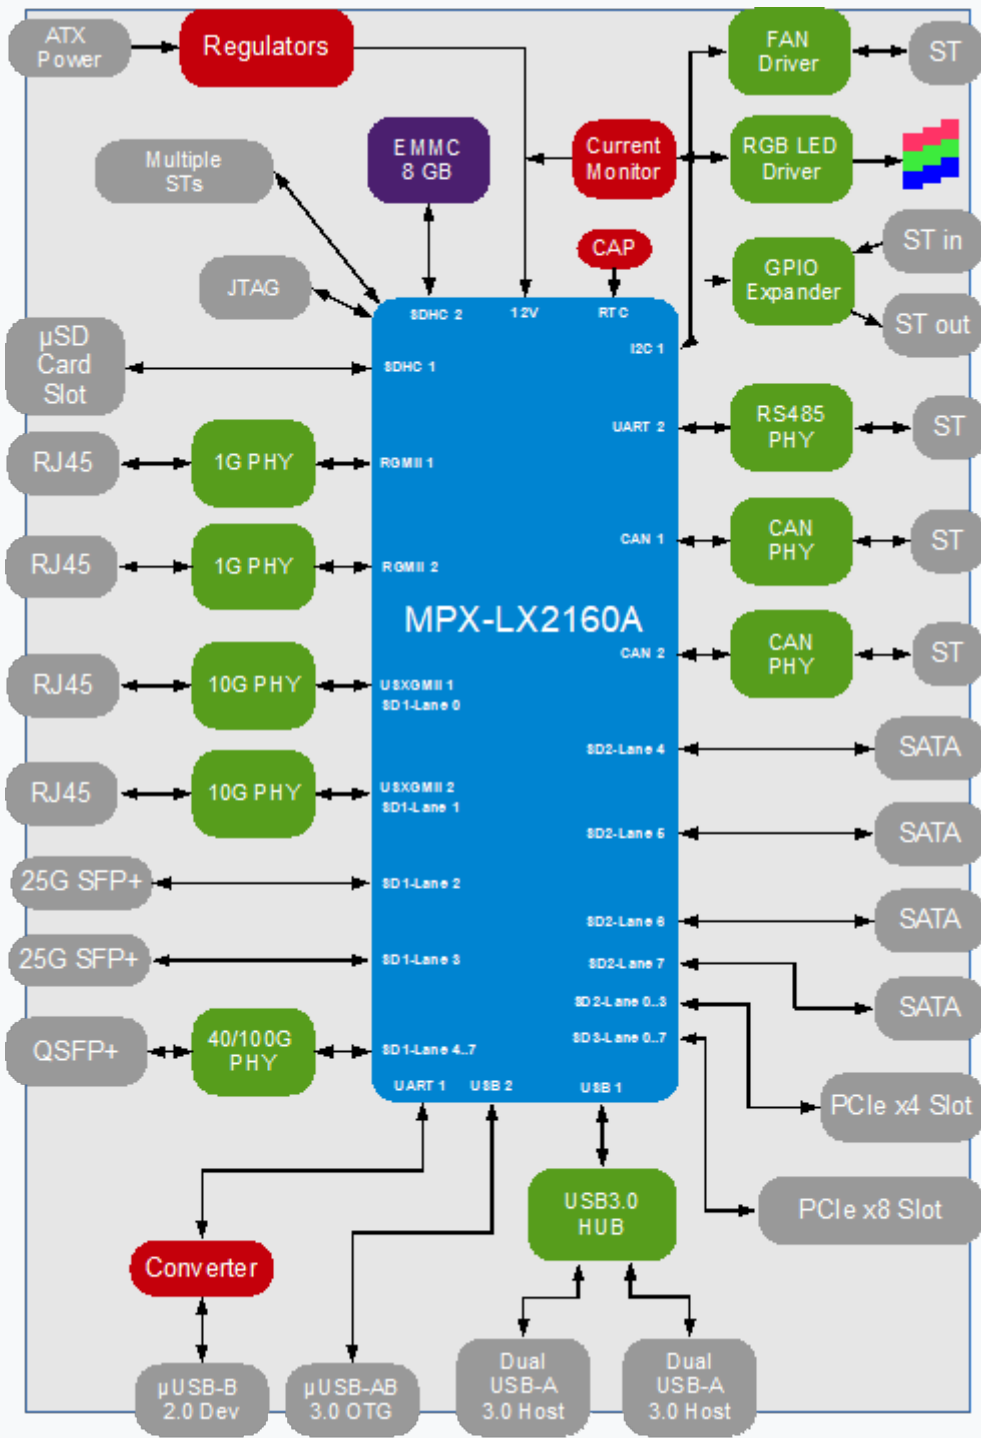 ATX
Power
Regulators
FAN
Driver
ST
Multiple
STs
EMMC
8 GB
Current
Monitor
RGB LED
Driver
JTAG
CAP
GPIO
Expander
ST in
ST out
µSD
Card
Slot
SDHC 2
12V
RTC
I2C 1
SDHC 1
RJ45
1G PHY
RGMII 1
UART 2
RS485
PHY
ST
RJ45
1G PHY
RGMII 2
CAN 1
CAN
PHY
ST
MPX-LX2160A
CAN 2
CAN
PHY
ST
RJ45
10G PHY
USXGMII 1
SD1-Lane 0
SD2-Lane 4
SATA
RJ45
10G PHY
USXGMII 2
SD1-Lane 1
SD2-Lane 5
SATA
25G SFP+
SD1-Lane 2
SD2-Lane 6
SATA
25G SFP+
SD1-Lane 3
SD2-Lane 7
SATA
SD2-Lane 0..3
SD3-Lane 0..7
QSFP+
40/100G
PHY
SD1-Lane 4..7
UART 1
USB 2
USB 1
PCIe x4 Slot
PCIe x8 Slot
USB3.0
HUB
Converter
µUSB-B
2.0 Dev
µUSB-AB
3.0 OTG
Dual
USB-A
3.0 Host
Dual
USB-A
3.0 Host